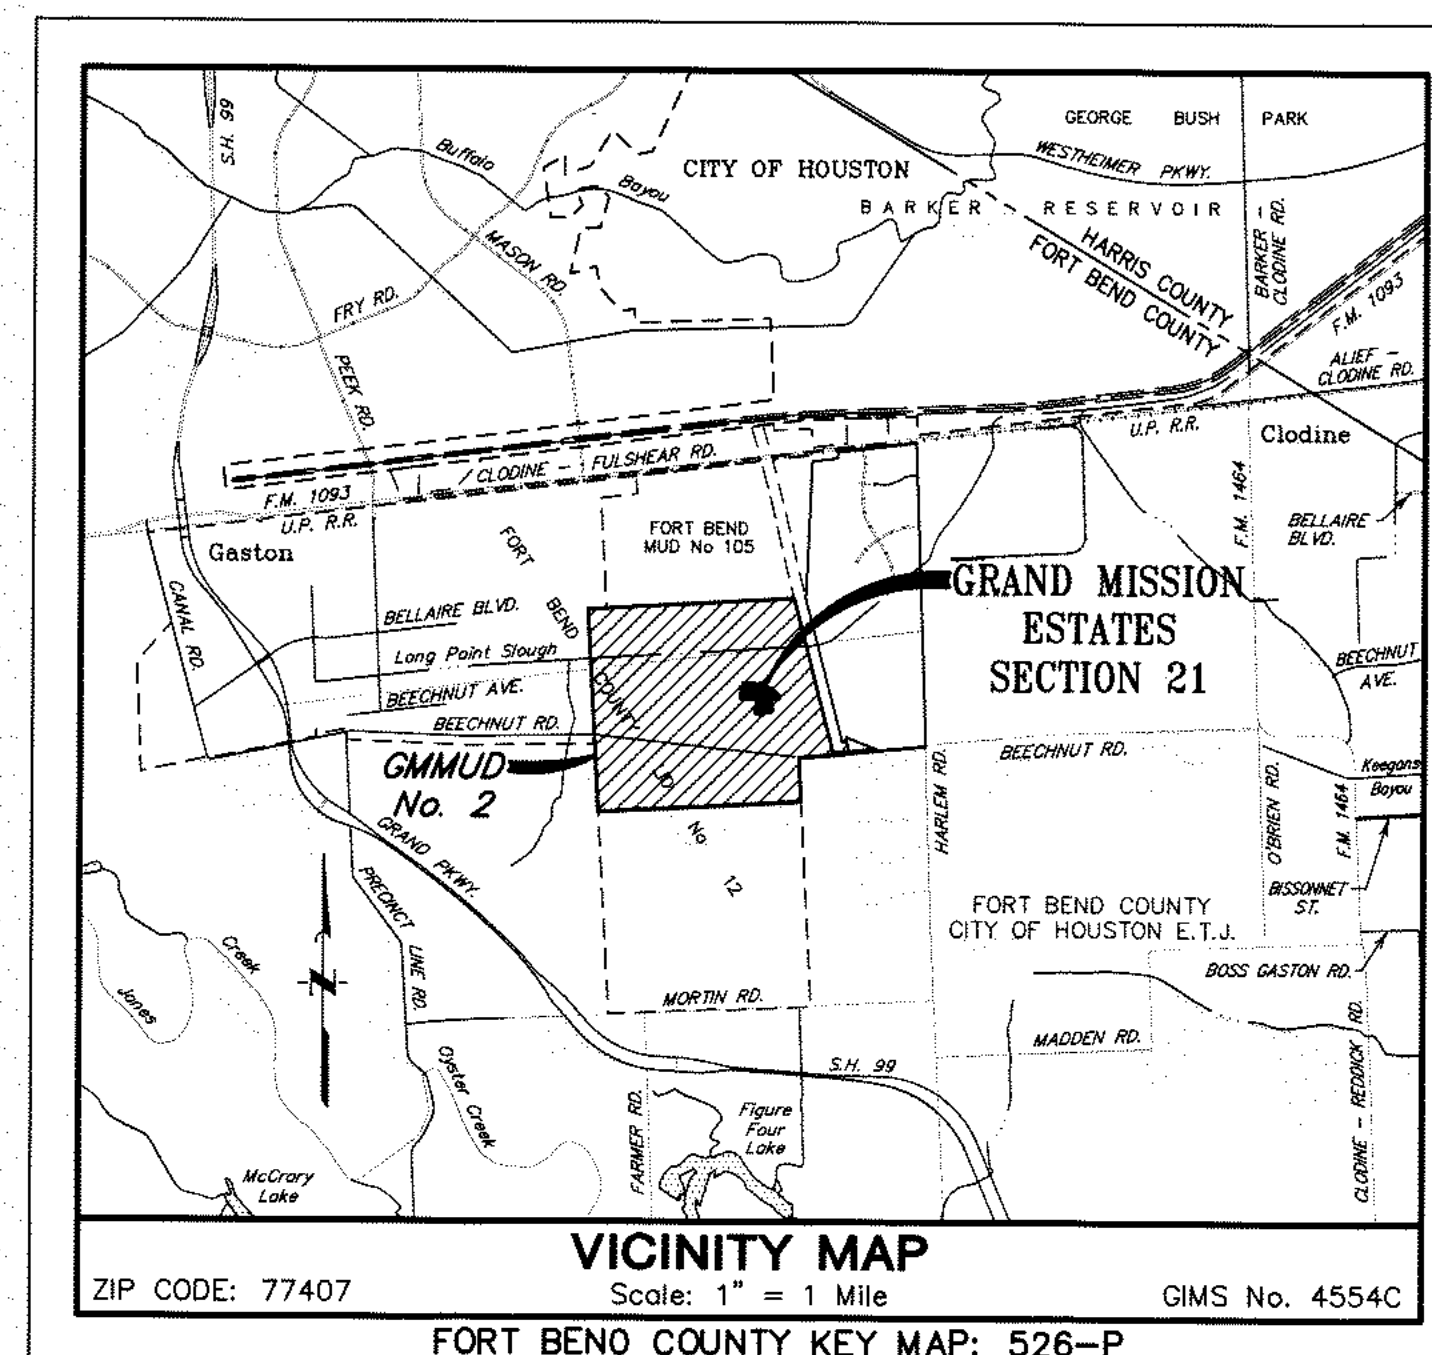 S.H. 99
Buffalo
Bayou
CITY OF HOUSTON
GEORGE BUSH PARK
WESTHEIMER PKWY.
BARKER RESERVOIR
BARKER -
CLODINE RD.
HARRIS COUNTY
FORT BEND COUNTY
MASON RD.
FRY RD.
PEEK RD.
F.M. 1093
ALIEF -
CLODINE RD.
U.P. R.R.
Clodine
CLODINE - FULSHEAR RD.
F.M. 1093
U.P. R.R.
Gaston
FORT
BEND
COUNTY
LID
No
12
FORT BEND
MUD No 105
F.M. 1464
BELLAIRE
BLVD.
CANAL RD.
BELLAIRE BLVD.
Long Point Slough
BEECHNUT AVE.
BEECHNUT RD.
GRAND MISSION
ESTATES
SECTION 21
BEECHNUT
AVE.
GMMUD
No. 2
HARLEM RD.
BEECHNUT RD.
O'BRIEN RD.
F.M. 1464
Keegans
Bayou
GRAND PKWY.
PRECINCT LINE RD.
BISSONNET
ST.
FORT BEND COUNTY
CITY OF HOUSTON E.T.J.
BOSS GASTON RD.
Jones
Creek
N
MORTIN RD.
MADDEN RD.
S.H. 99
Oyster Creek
FARMER RD.
Figure
Four
Lake
CLODINE - REDDICK RD.
McCrary
Lake
VICINITY MAP
ZIP CODE: 77407
Scale: 1" = 1 Mile
GIMS No. 4554C
FORT BEND COUNTY KEY MAP: 526-P